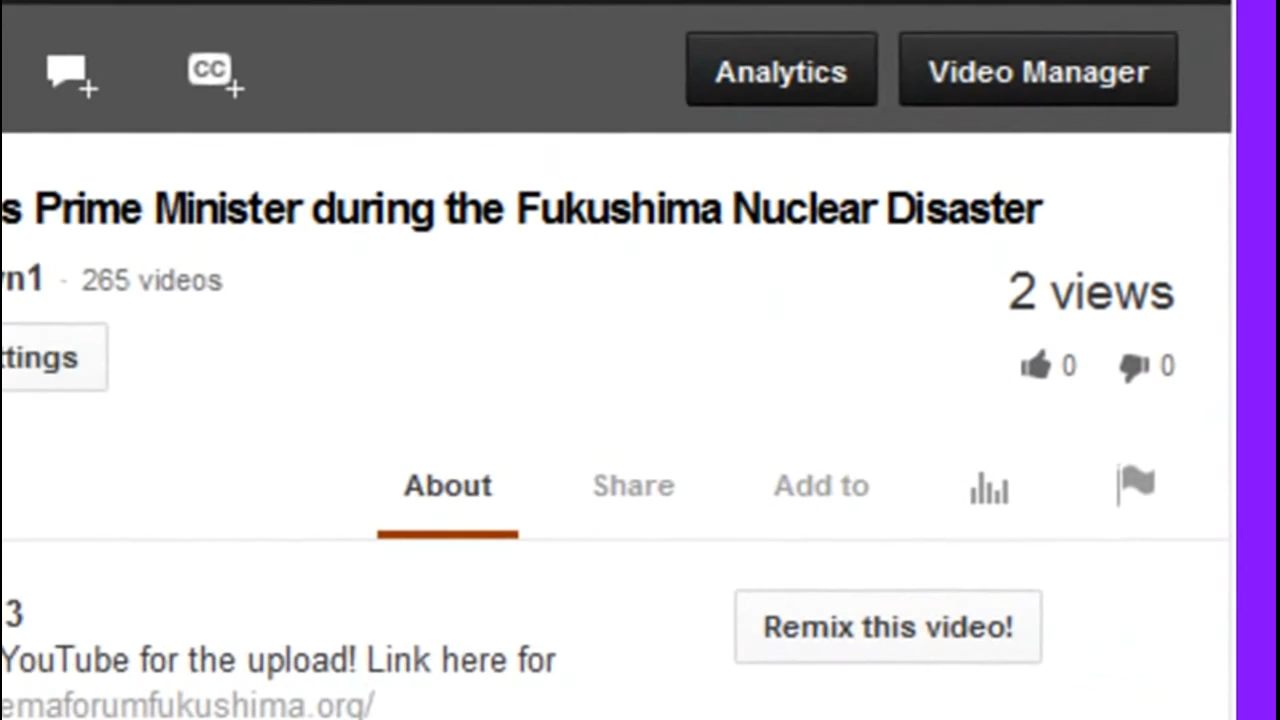 CC
Analytics
Video Manager
s Prime Minister during the Fukushima Nuclear Disaster
n1 · 265 videos
2 views
ttings
0 0
About Share Add to
3
Remix this video!
YouTube for the upload! Link here for
emaforumfukushima.org/